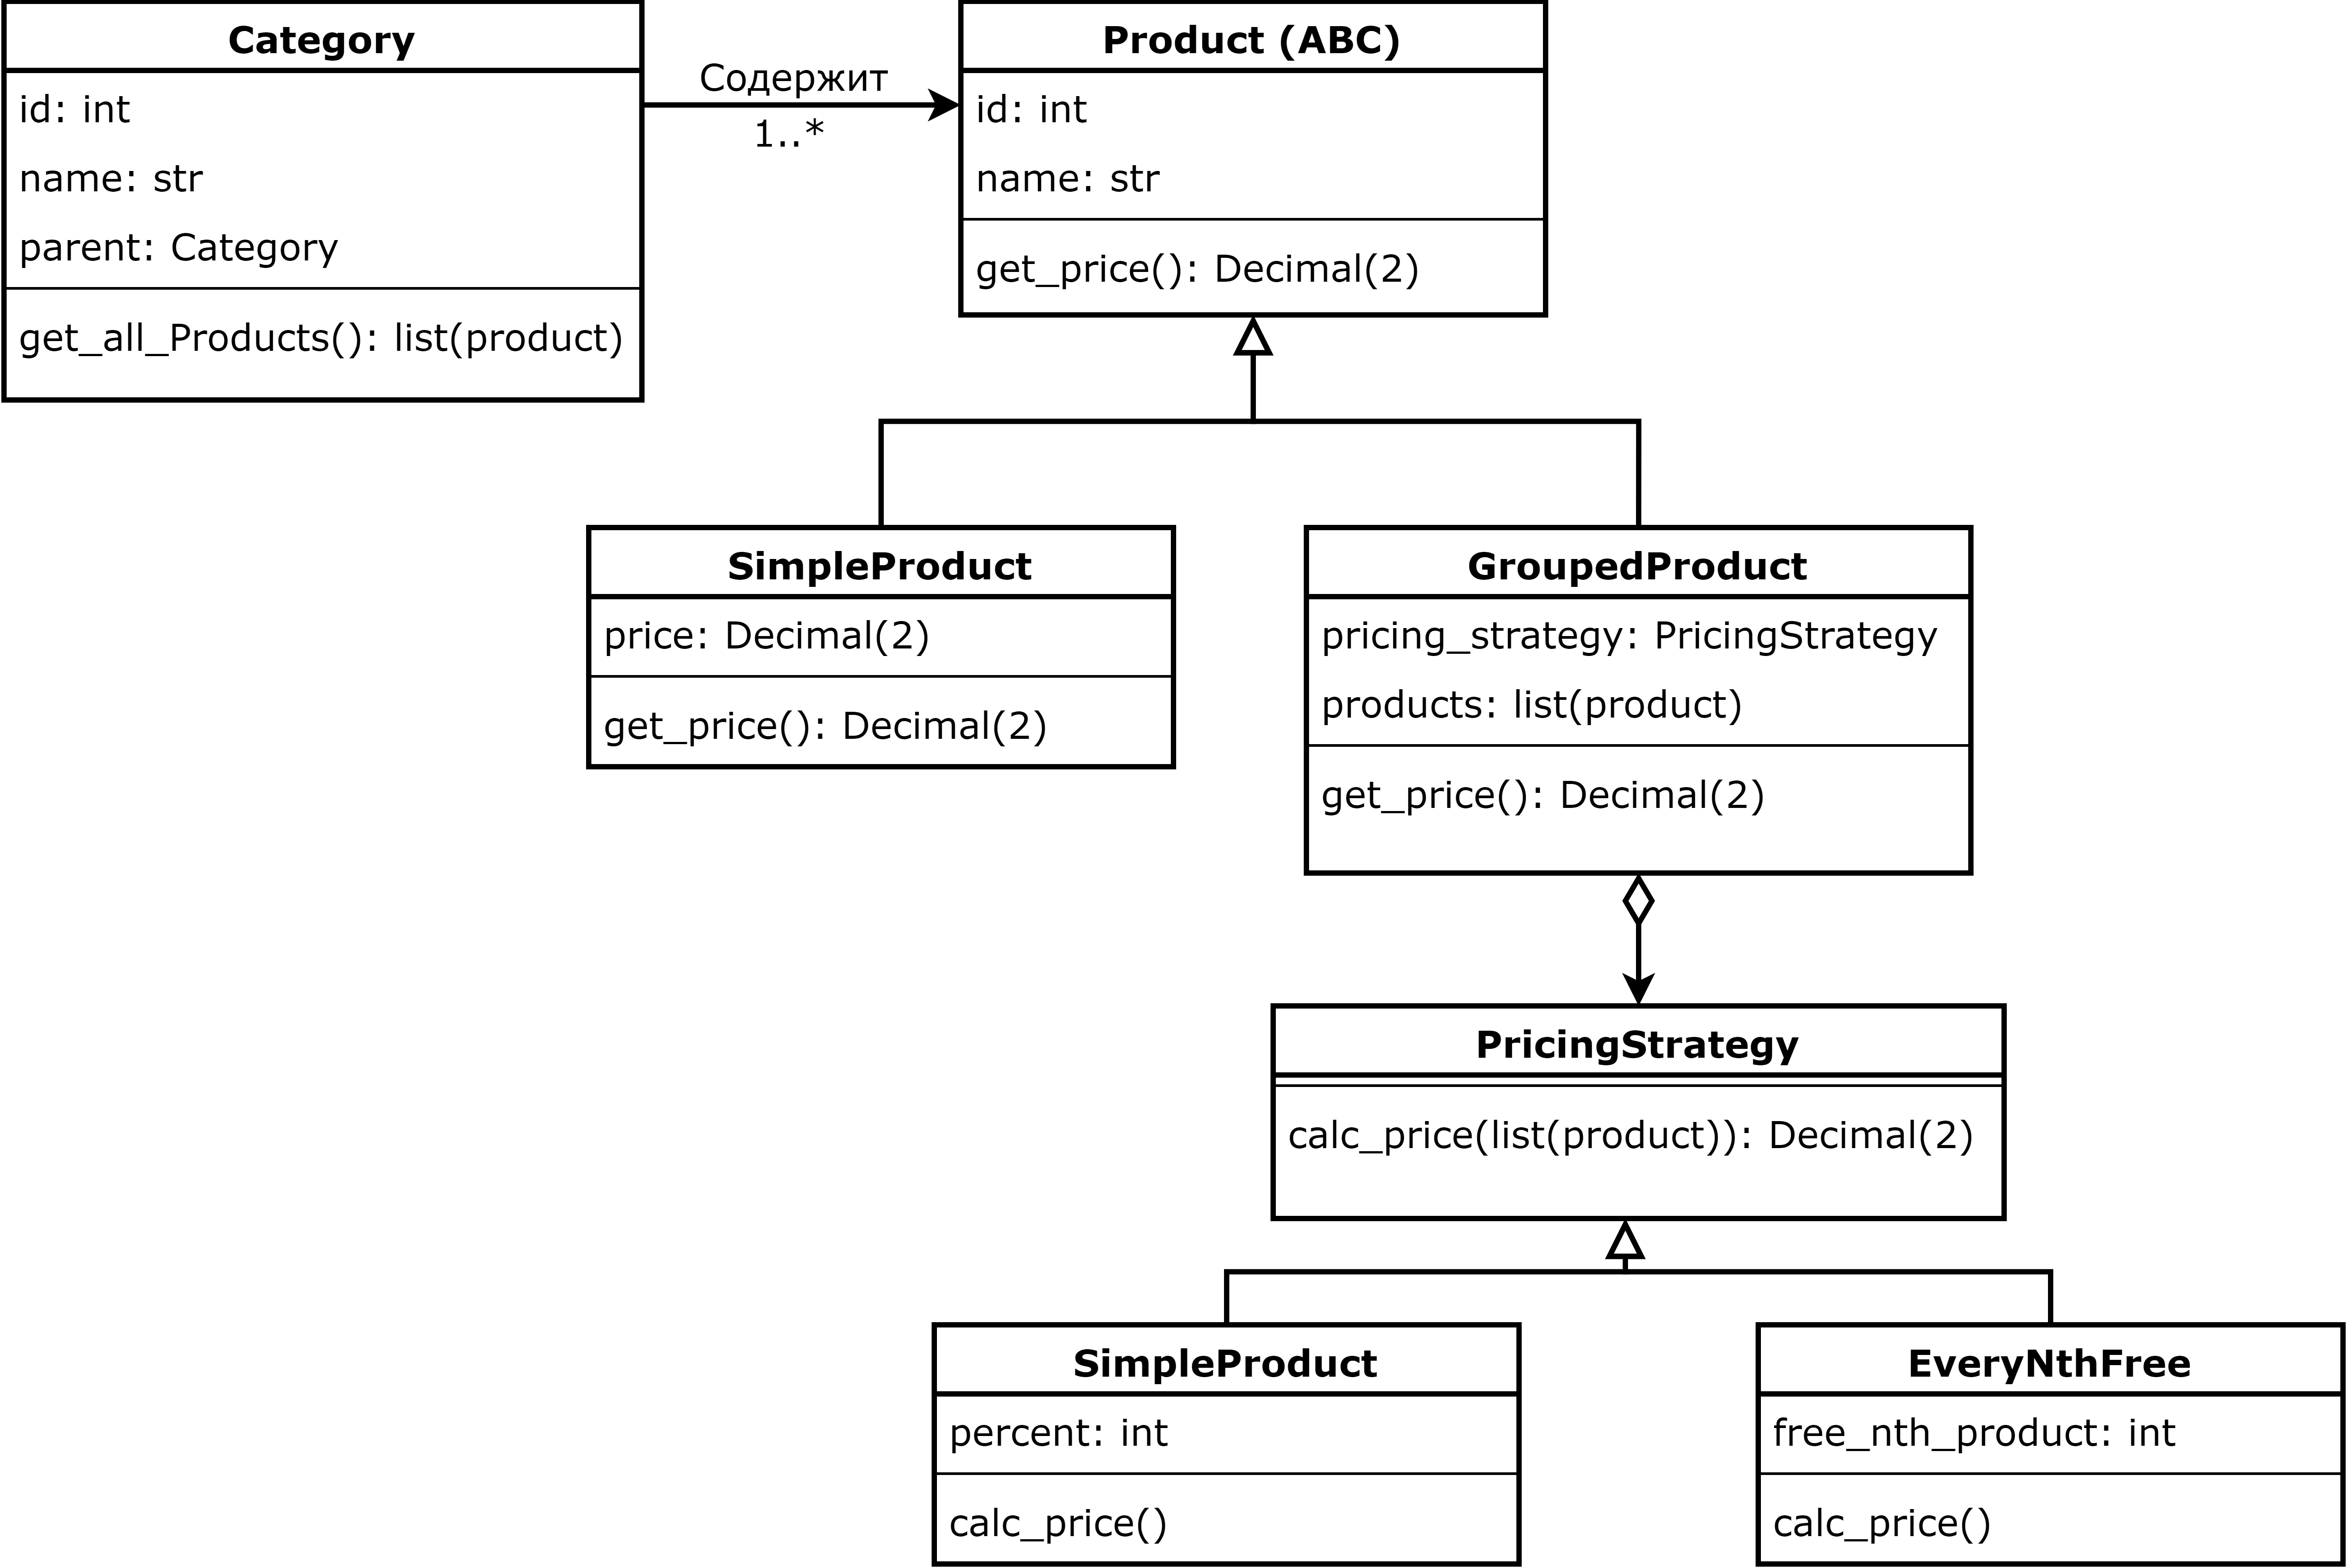 Category
id: int
name: str
parent: Category
get_all_Products(): list(product)
Содержит
1..*
Product (ABC)
id: int
name: str
get_price(): Decimal(2)
SimpleProduct
price: Decimal(2)
get_price(): Decimal(2)
GroupedProduct
pricing_strategy: PricingStrategy
products: list(product)
get_price(): Decimal(2)
PricingStrategy
calc_price(list(product)): Decimal(2)
SimpleProduct
percent: int
calc_price()
EveryNthFree
free_nth_product: int
calc_price()